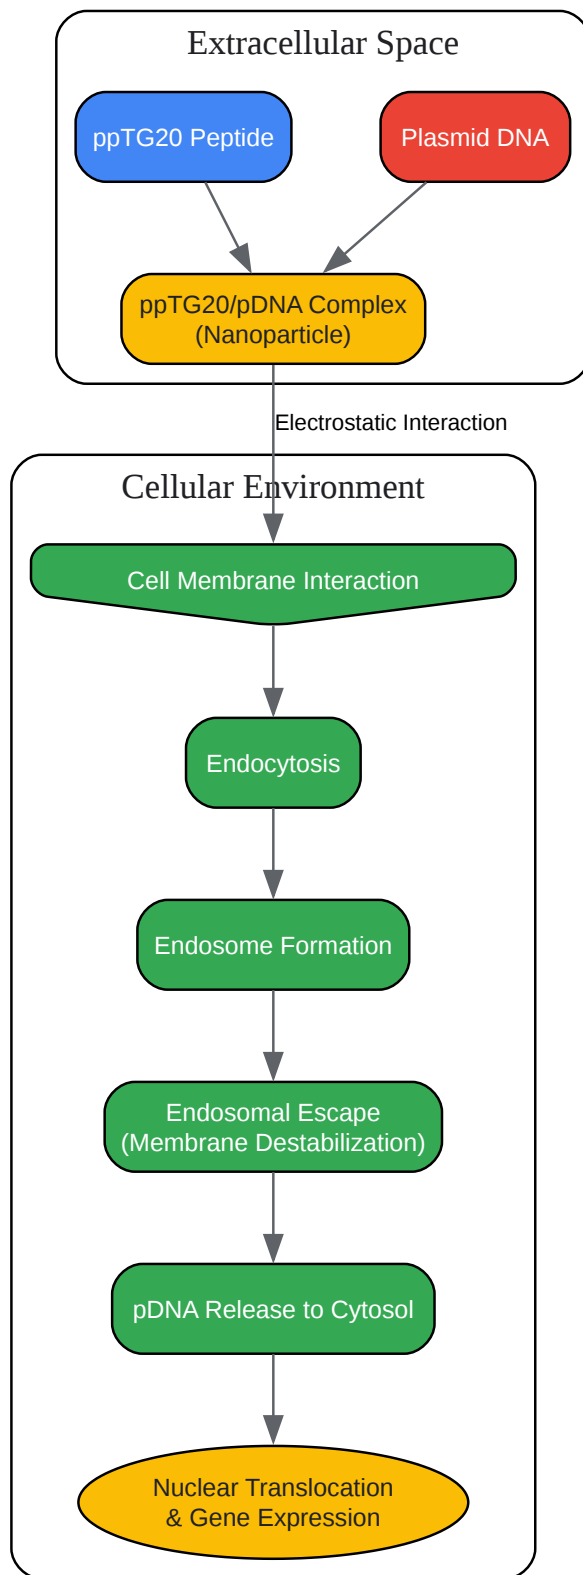 Extracellular Space
ppTG20 Peptide
Plasmid DNA
ppTG20/pDNA Complex
(Nanoparticle)
Electrostatic Interaction
Cellular Environment
Cell Membrane Interaction
Endocytosis
Endosome Formation
Endosomal Escape
(Membrane Destabilization)
pDNA Release to Cytosol
Nuclear Translocation
& Gene Expression